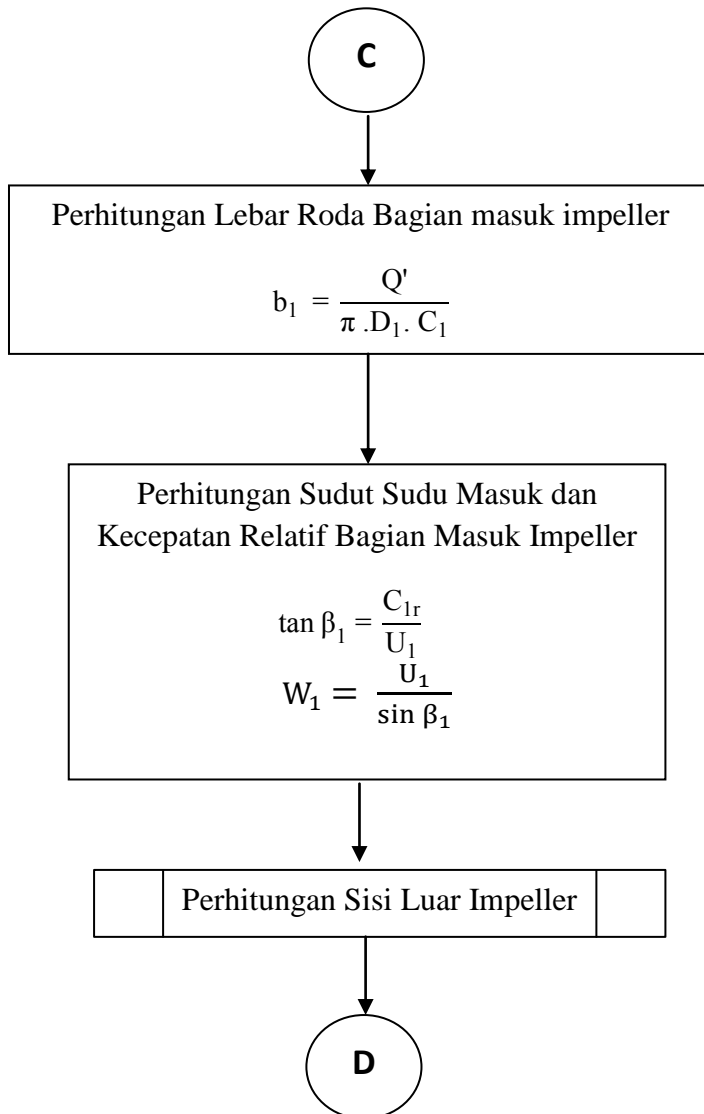 C
Perhitungan Lebar Roda Bagian masuk impeller
b₁ = Q' / π .D₁. C₁
Perhitungan Sudut Sudu Masuk dan
Kecepatan Relatif Bagian Masuk Impeller
tan β₁ = C₁r / U₁
W₁ = U₁ / sin β₁
Perhitungan Sisi Luar Impeller
D